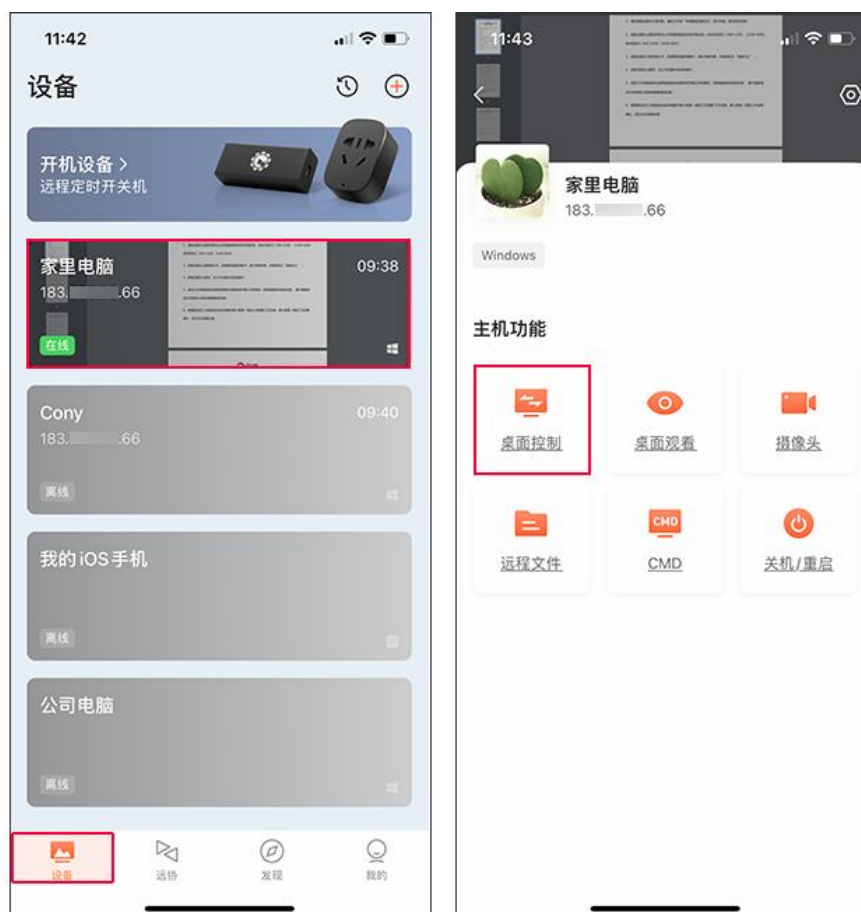 11:42
设备
开机设备 >
远程定时开关机
家里电脑
09:38
183. .66
在线
Cony
09:40
183. .66
离线
我的iOS手机
离线
公司电脑
离线
设备
远协
发现
我的
11:43
家里电脑
183. .66
Windows
主机功能
桌面控制
桌面观看
摄像头
远程文件
CMD
CMD
关机/重启